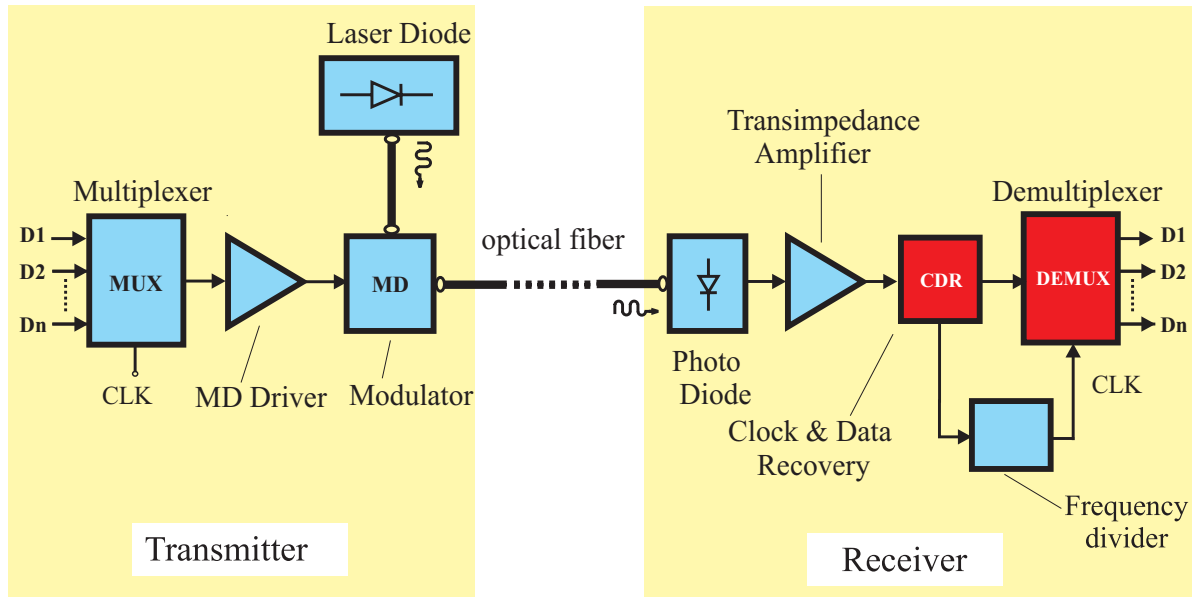 Laser Diode
Multiplexer
D1
D2
Dn
MUX
CLK
MD Driver
MD
Modulator
Transmitter
optical fiber
Photo
Diode
Transimpedance
Amplifier
CDR
Clock & Data
Recovery
Demultiplexer
DEMUX
D1
D2
Dn
CLK
Frequency
divider
Receiver